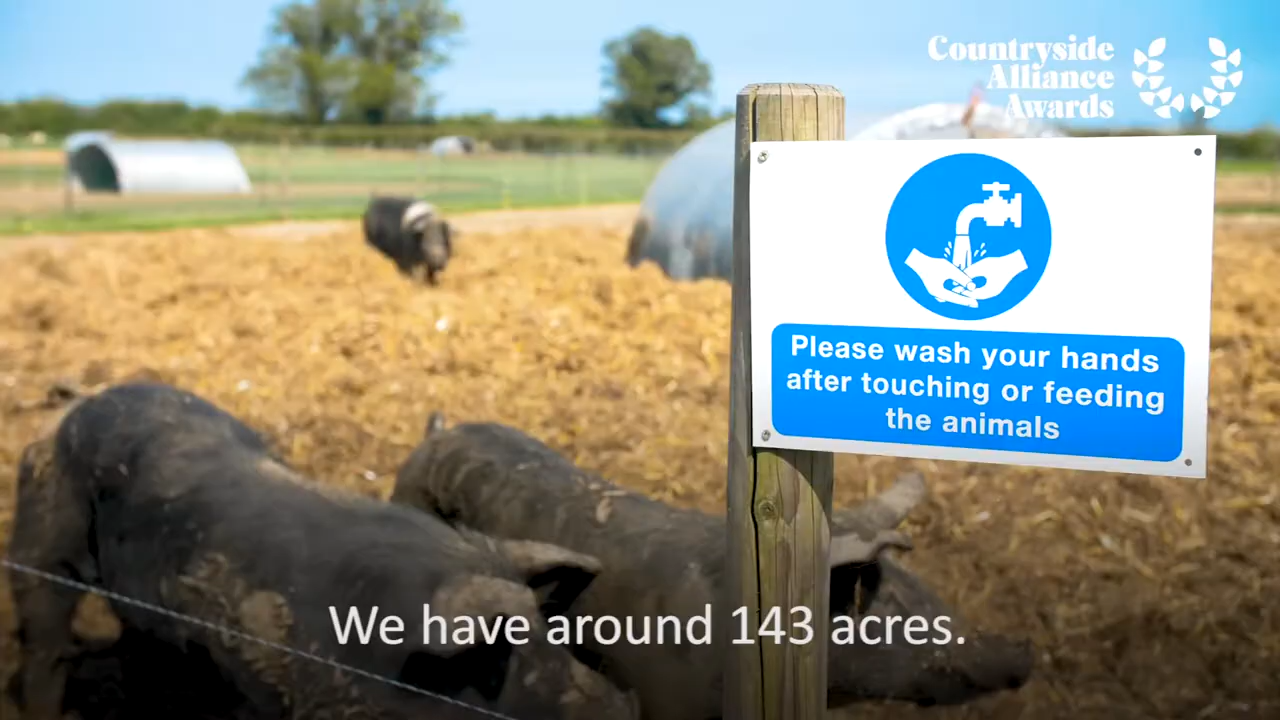 Countryside
Alliance
Awards
Please wash your hands
after touching or feeding
the animals
We have around 143 acres.